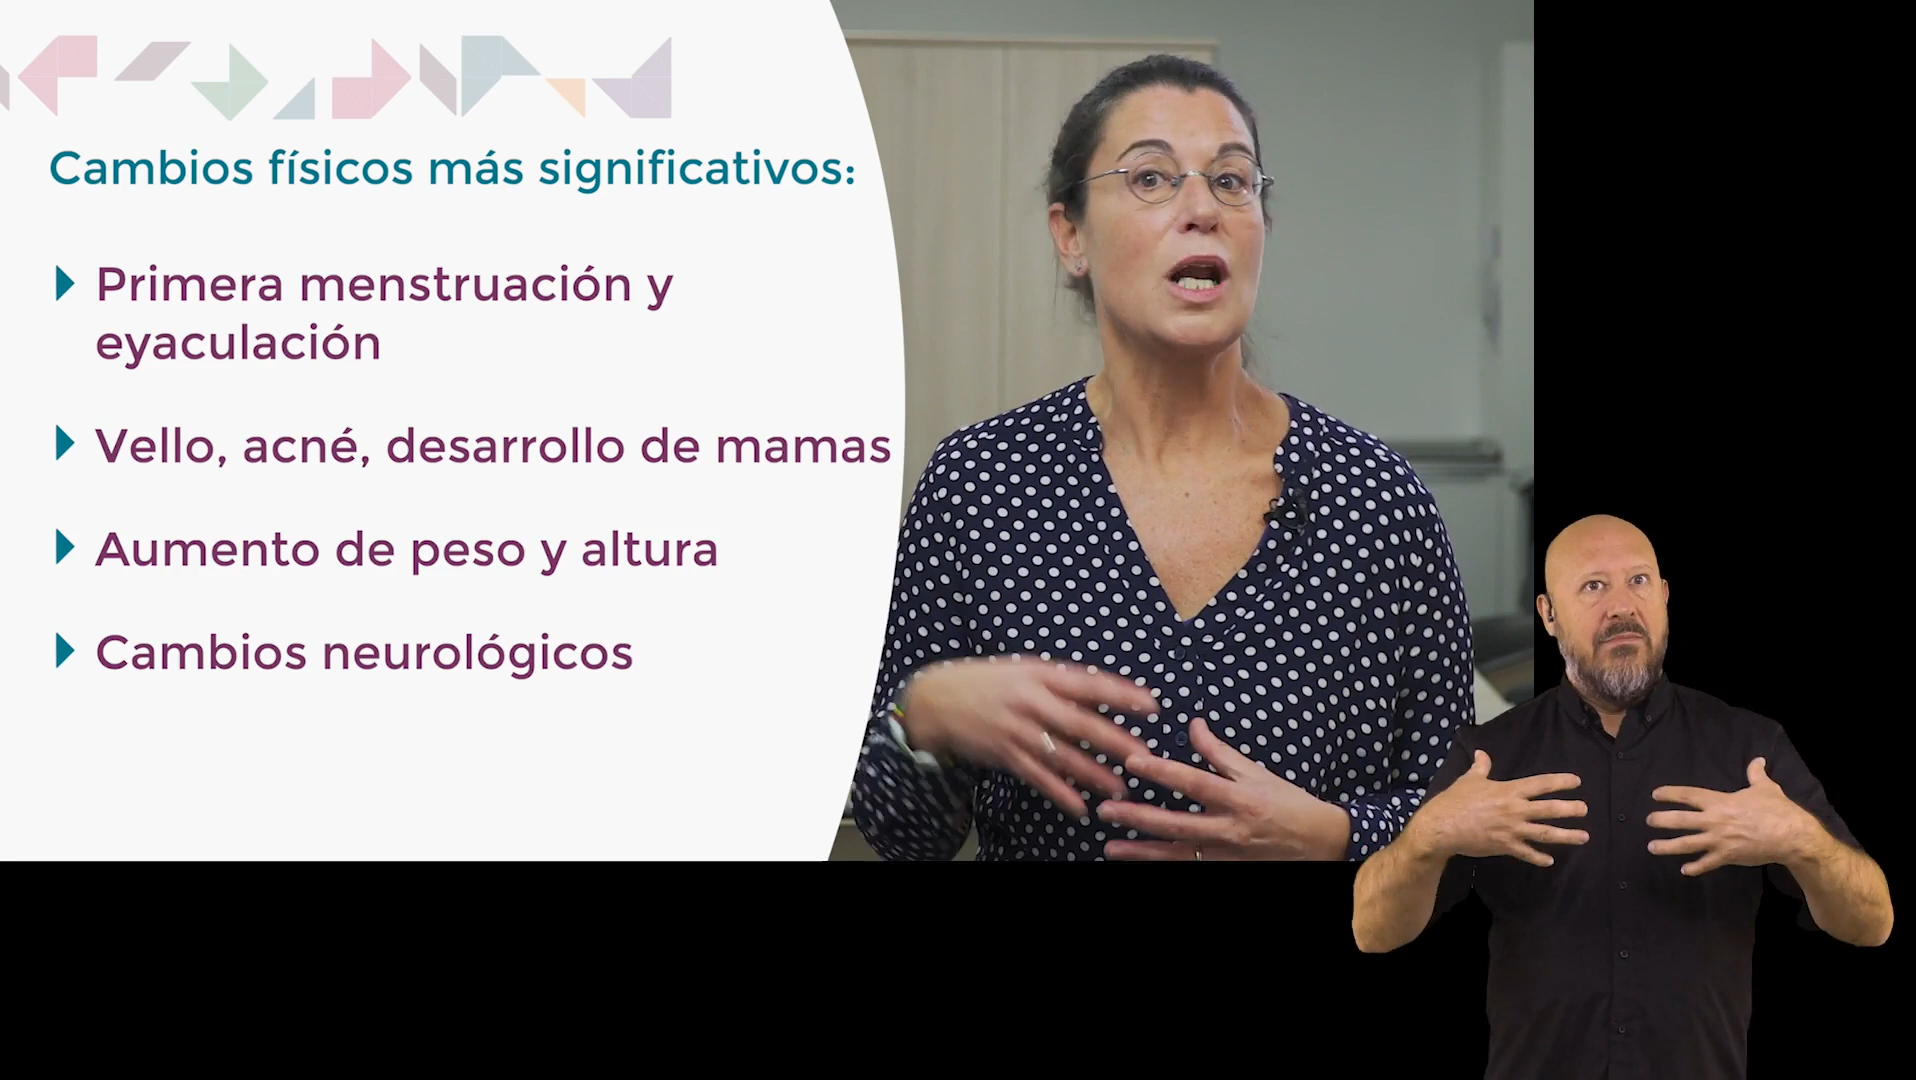 Cambios físicos más significativos:
Primera menstruación y
eyaculación
Vello, acné, desarrollo de mamas
Aumento de peso y altura
Cambios neurológicos